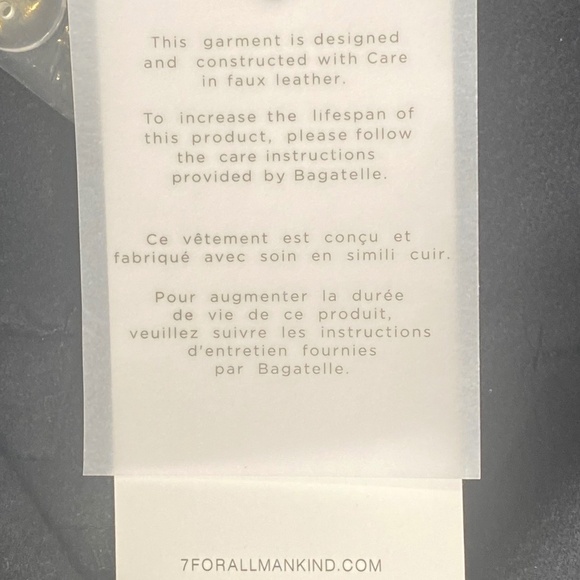 This garment is designed
and constructed with Care
in faux leather.
To increase the lifespan of
this product, please follow
the care instructions
provided by Bagatelle.
Ce vêtement est conçu et
fabriqué avec soin en simili cuir.
Pour augmenter la durée
de vie de ce produit,
veuillez suivre les instructions
d'entretien fournies
par Bagatelle.
7FORALLMANKIND.COM